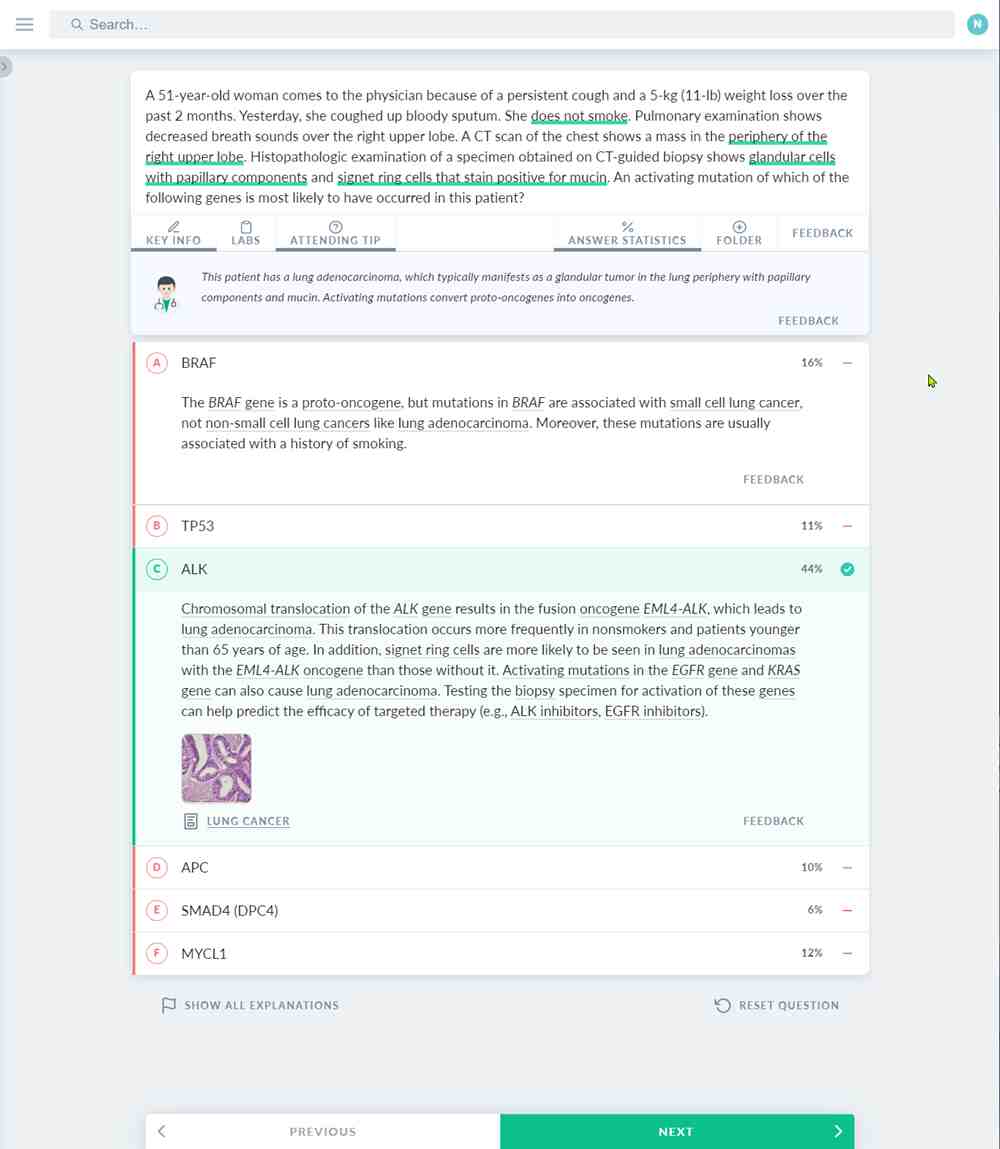 Search...
N
A 51-year-old woman comes to the physician because of a persistent cough and a 5-kg (11-lb) weight loss over the
past 2 months. Yesterday, she coughed up bloody sputum. She does not smoke. Pulmonary examination shows
decreased breath sounds over the right upper lobe. A CT scan of the chest shows a mass in the periphery of the
right upper lobe. Histopathologic examination of a specimen obtained on CT-guided biopsy shows glandular cells
with papillary components and signet ring cells that stain positive for mucin. An activating mutation of which of the
following genes is most likely to have occurred in this patient?
KEY INFO LABS ATTENDING TIP ANSWER STATISTICS FOLDER FEEDBACK
This patient has a lung adenocarcinoma, which typically manifests as a glandular tumor in the lung periphery with papillary
components and mucin. Activating mutations convert proto-oncogenes into oncogenes.
FEEDBACK
A BRAF 16%
The BRAF gene is a proto-oncogene, but mutations in BRAF are associated with small cell lung cancer,
not non-small cell lung cancers like lung adenocarcinoma. Moreover, these mutations are usually
associated with a history of smoking.
FEEDBACK
B TP53 11%
C ALK 44%
Chromosomal translocation of the ALK gene results in the fusion oncogene EML4-ALK, which leads to
lung adenocarcinoma. This translocation occurs more frequently in nonsmokers and patients younger
than 65 years of age. In addition, signet ring cells are more likely to be seen in lung adenocarcinomas
with the EML4-ALK oncogene than those without it. Activating mutations in the EGFR gene and KRAS
gene can also cause lung adenocarcinoma. Testing the biopsy specimen for activation of these genes
can help predict the efficacy of targeted therapy (e.g., ALK inhibitors, EGFR inhibitors).
LUNG CANCER FEEDBACK
D APC 10%
E SMAD4 (DPC4) 6%
F MYCL1 12%
SHOW ALL EXPLANATIONS RESET QUESTION
PREVIOUS NEXT